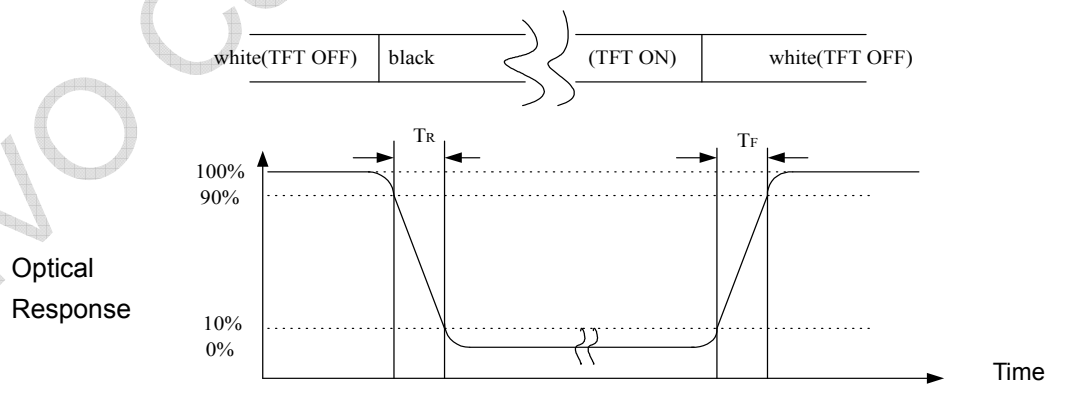 white(TFT OFF) black (TFT ON) white(TFT OFF)
TR TF
100%
90%
Optical
Response
10%
0%
Time